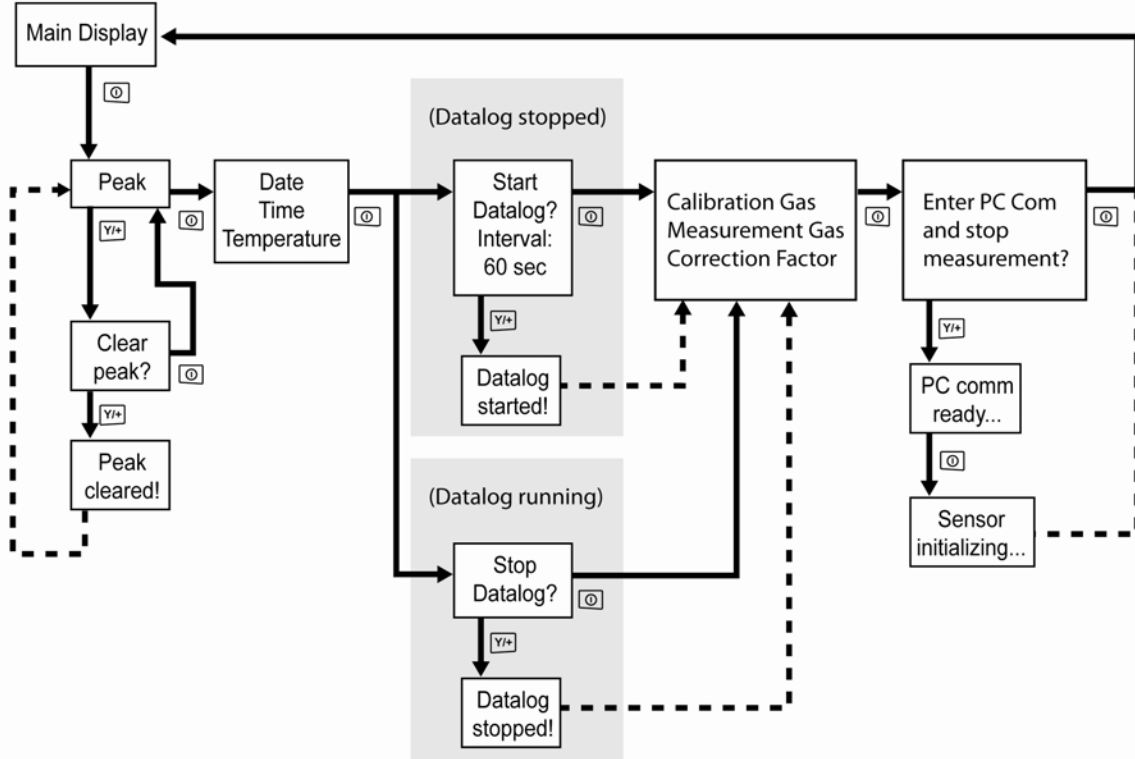 Main Display
Peak
Y/+
Clear
peak?
Y/+
Peak
cleared!
Date
Time
Temperature
(Datalog stopped)
Start
Datalog?
Interval:
60 sec
Y/+
Datalog
started!
(Datalog running)
Stop
Datalog?
Y/+
Datalog
stopped!
Calibration Gas
Measurement Gas
Correction Factor
Enter PC Com
and stop
measurement?
Y/+
PC comm
ready...
Sensor
initializing...